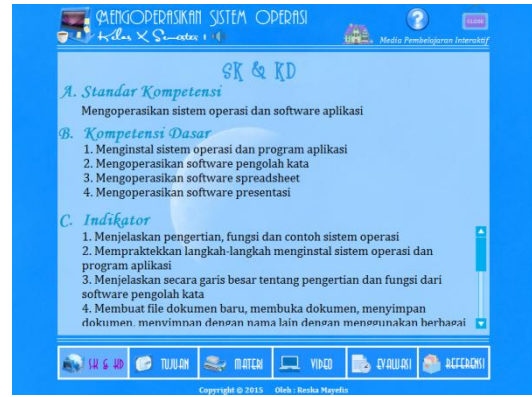 MENGOPERASIKAN SISTEM OPERASI
Kelas X Semester 1
CLOSE
Media Pembelajaran Interaktif
SK & KD
A. Standar Kompetensi
Mengoperasikan sistem operasi dan software aplikasi
B. Kompetensi Dasar
1. Menginstal sistem operasi dan program aplikasi
2. Mengoperasikan software pengolah kata
3. Mengoperasikan software spreadsheet
4. Mengoperasikan software presentasi
C. Indikator
1. Menjelaskan pengertian, fungsi dan contoh sistem operasi
2. Mempraktekkan langkah-langkah menginstal sistem operasi dan
program aplikasi
3. Menjelaskan secara garis besar tentang pengertian dan fungsi dari
software pengolah kata
4. Membuat file dokumen baru, membuka dokumen, menyimpan
dokumen, menyimpan dengan nama lain dengan menggunakan berbagai
SK & KD TUJUAN MATERI VIDEO EVALUASI REFERENSI
Copyright © 2015 Oleh : Reska Mayefis